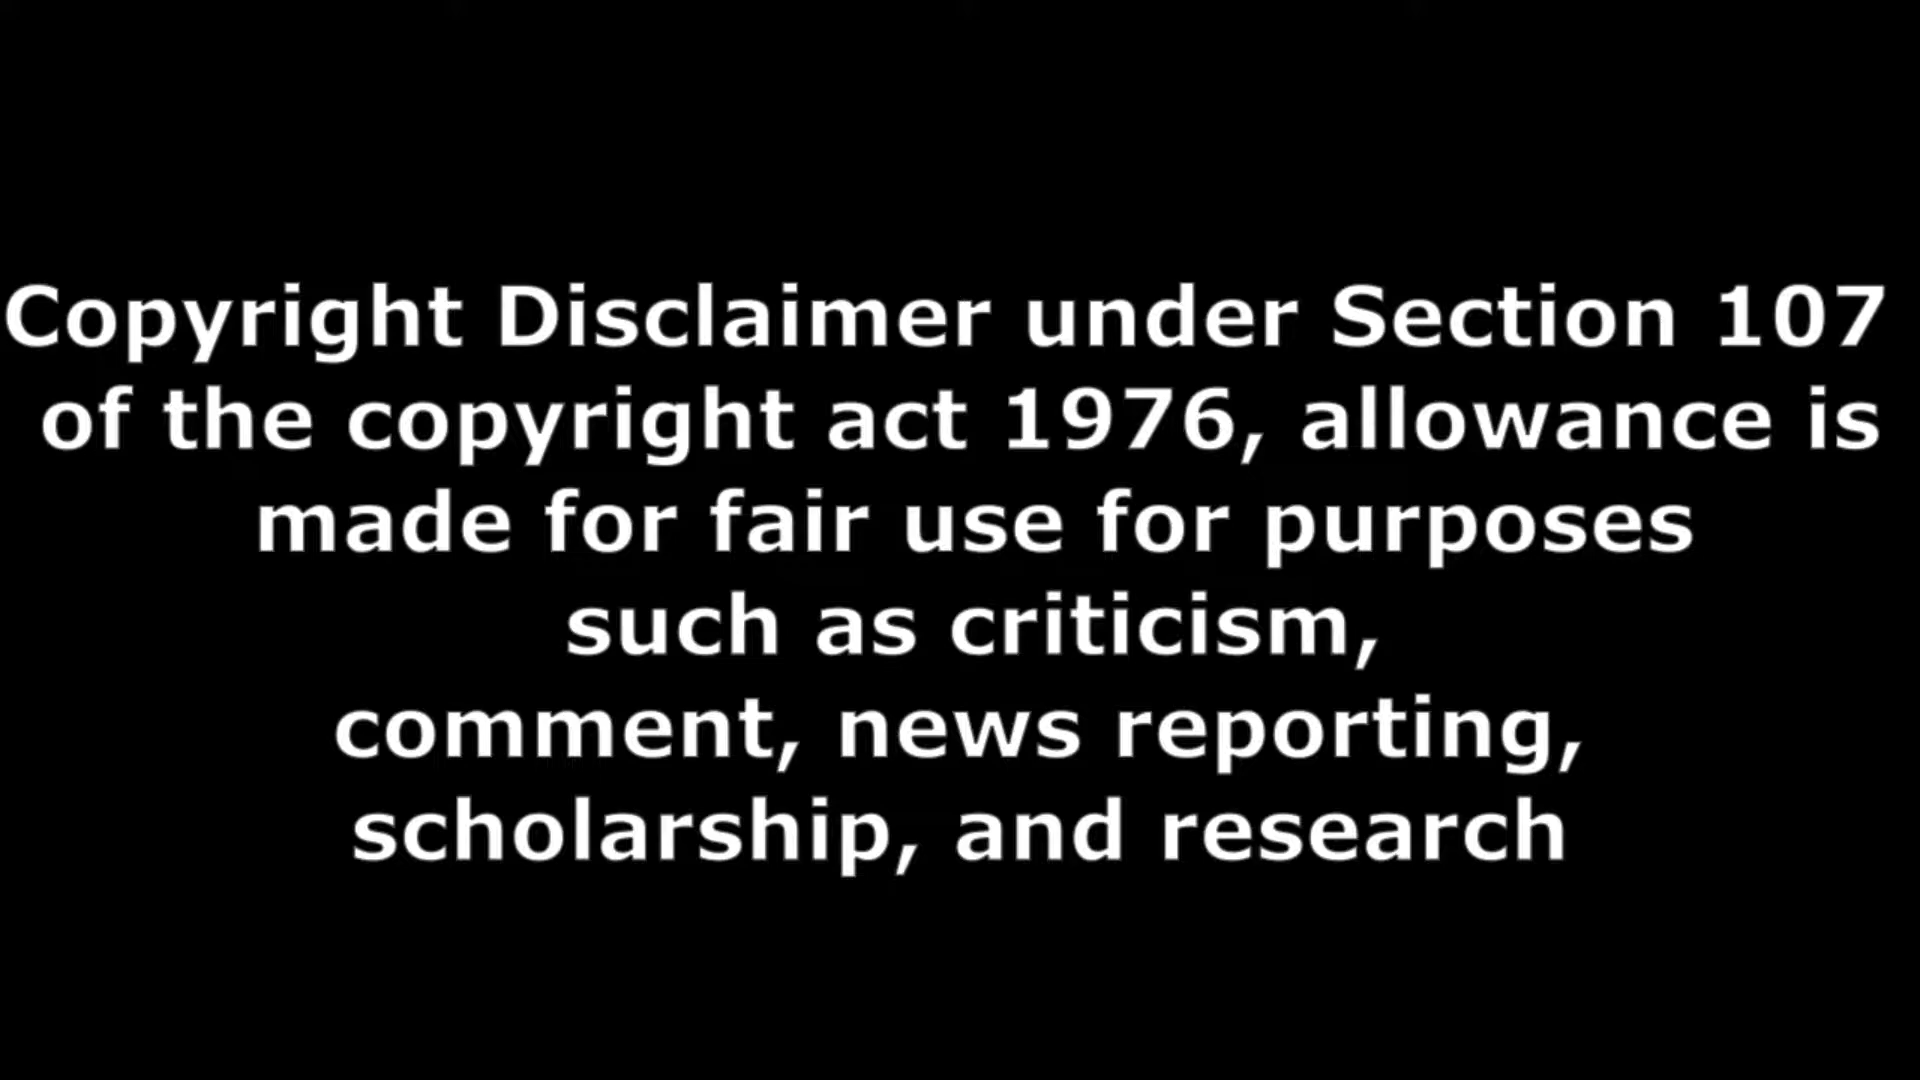 Copyright Disclaimer under Section 107
of the copyright act 1976, allowance is
made for fair use for purposes
such as criticism,
comment, news reporting,
scholarship, and research